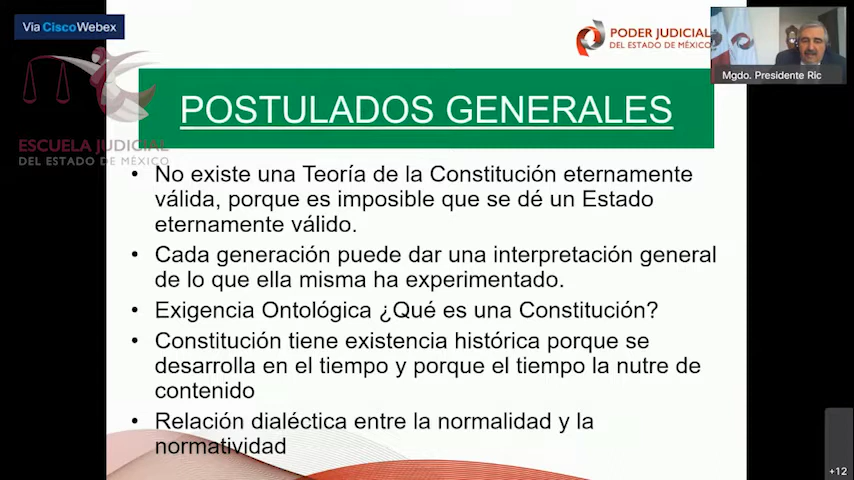 Vía CiscoWebex
PODER JUDICIAL
DEL ESTADO DE MÉXICO
Mgdo. Presidente Ric
ESCUELA JUDICIAL
DEL ESTADO DE MÉXICO
POSTULADOS GENERALES
• No existe una Teoría de la Constitución eternamente
válida, porque es imposible que se dé un Estado
eternamente válido.
• Cada generación puede dar una interpretación general
de lo que ella misma ha experimentado.
• Exigencia Ontológica ¿Qué es una Constitución?
• Constitución tiene existencia histórica porque se
desarrolla en el tiempo y porque el tiempo la nutre de
contenido
• Relación dialéctica entre la normalidad y la
normatividad
+12